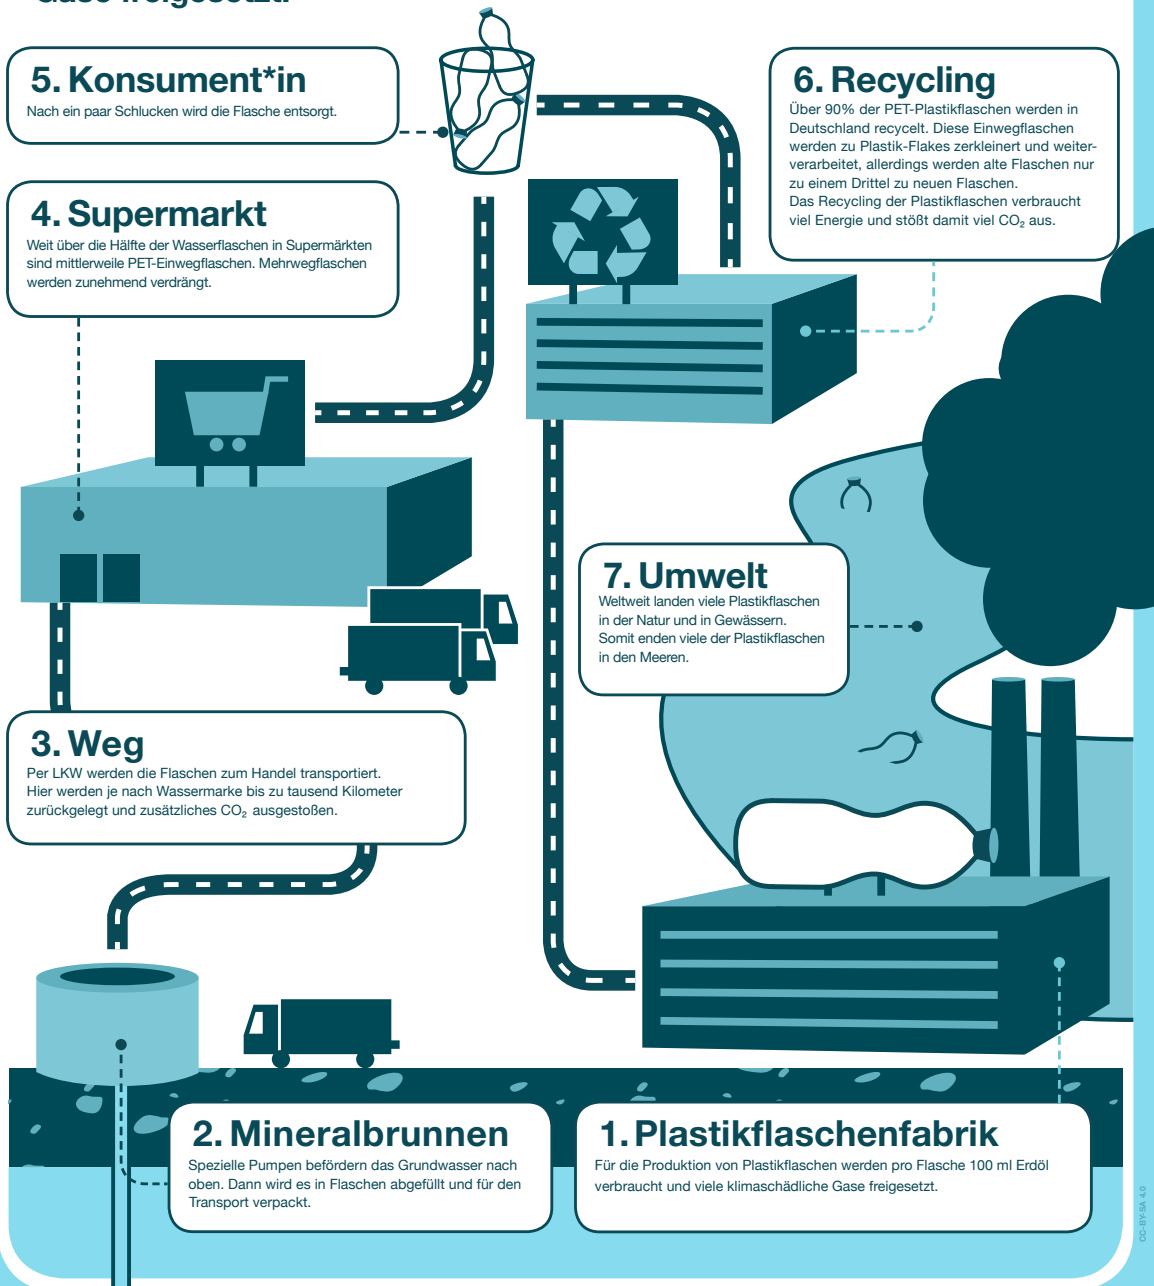 Gase freigesetzt.
5. Konsument*in
Nach ein paar Schlucken wird die Flasche entsorgt.
6. Recycling
Über 90% der PET-Plastikflaschen werden in
Deutschland recycelt. Diese Einwegflaschen
werden zu Plastik-Flakes zerkleinert und weiter-
verarbeitet, allerdings werden alte Flaschen nur
zu einem Drittel zu neuen Flaschen.
Das Recycling der Plastikflaschen verbraucht
viel Energie und stößt damit viel CO₂ aus.
4. Supermarkt
Weit über die Hälfte der Wasserflaschen in Supermärkten
sind mittlerweile PET-Einwegflaschen. Mehrwegflaschen
werden zunehmend verdrängt.
7. Umwelt
Weltweit landen viele Plastikflaschen
in der Natur und in Gewässern.
Somit enden viele der Plastikflaschen
in den Meeren.
3. Weg
Per LKW werden die Flaschen zum Handel transportiert.
Hier werden je nach Wassermarke bis zu tausend Kilometer
zurückgelegt und zusätzliches CO₂ ausgestoßen.
2. Mineralbrunnen
Spezielle Pumpen befördern das Grundwasser nach
oben. Dann wird es in Flaschen abgefüllt und für den
Transport verpackt.
1. Plastikflaschenfabrik
Für die Produktion von Plastikflaschen werden pro Flasche 100 ml Erdöl
verbraucht und viele klimaschädliche Gase freigesetzt.
CC-BY-SA 4.0